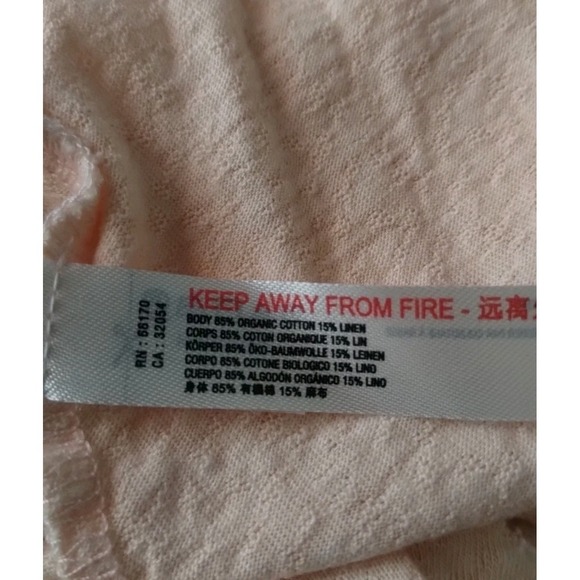 KEEP AWAY FROM FIRE - 远离
BODY 85% ORGANIC COTTON 15% LINEN
CORPS 85% COTON ORGANIQUE 15% LIN
KÖRPER 85% ÖKO-BAUMWOLLE 15% LEINEN
CORPO 85% COTONE BIOLOGICO 15% LINO
CUERPO 85% ALGODÓN ORGÁNICO 15% LINO
身体 85% 有機棉 15% 麻布
RN : 66170
CA : 32054